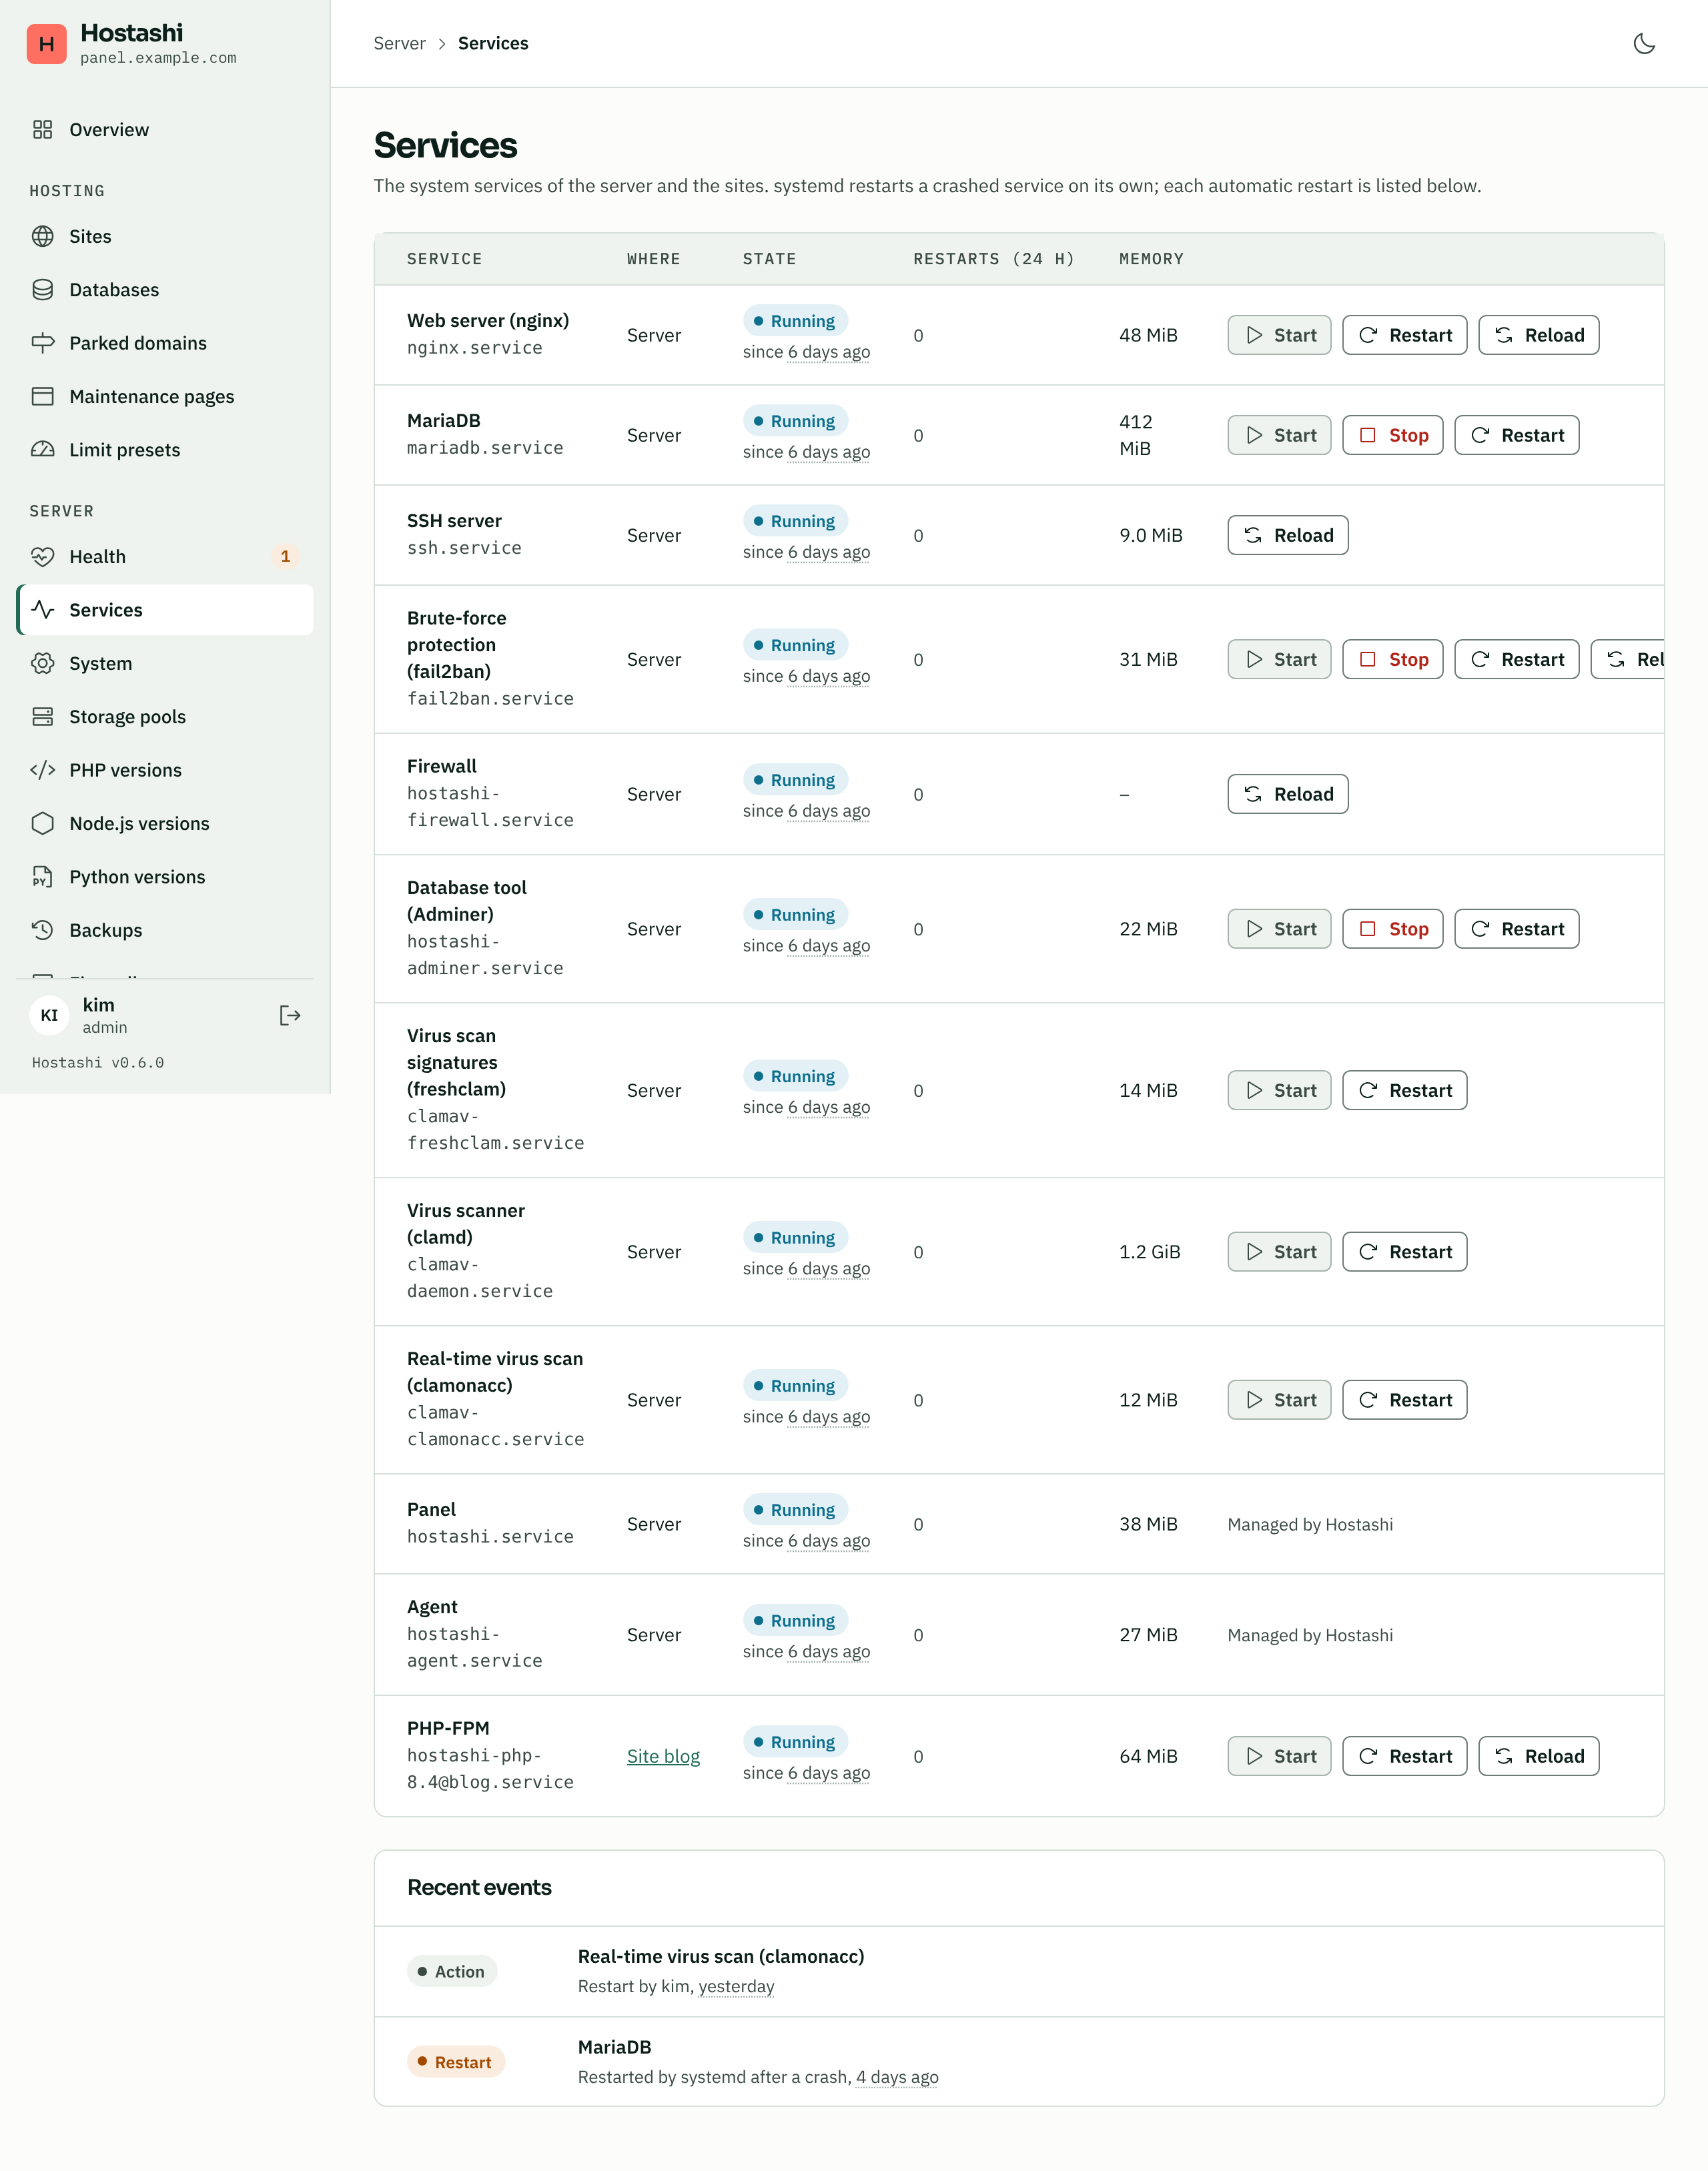 H
Hostashi
panel.example.com
Overview
HOSTING
Sites
Databases
Parked domains
Maintenance pages
Limit presets
SERVER
Health 1
Services
System
Storage pools
PHP versions
Node.js versions
PY Python versions
Backups
KI
kim
admin
Hostashi v0.6.0
Server > Services
Services
The system services of the server and the sites. systemd restarts a crashed service on its own; each automatic restart is listed below.
SERVICE WHERE STATE RESTARTS (24 H) MEMORY
Web server (nginx)
nginx.service
Server
Running
since 6 days ago
0
48 MiB
Start Restart Reload
MariaDB
mariadb.service
Server
Running
since 6 days ago
0
412
MiB
Start Stop Restart
SSH server
ssh.service
Server
Running
since 6 days ago
0
9.0 MiB
Reload
Brute-force
protection
(fail2ban)
fail2ban.service
Server
Running
since 6 days ago
0
31 MiB
Start Stop Restart Rel
Firewall
hostashi-
firewall.service
Server
Running
since 6 days ago
0
–
Reload
Database tool
(Adminer)
hostashi-
adminer.service
Server
Running
since 6 days ago
0
22 MiB
Start Stop Restart
Virus scan
signatures
(freshclam)
clamav-
freshclam.service
Server
Running
since 6 days ago
0
14 MiB
Start Restart
Virus scanner
(clamd)
clamav-
daemon.service
Server
Running
since 6 days ago
0
1.2 GiB
Start Restart
Real-time virus scan
(clamonacc)
clamav-
clamonacc.service
Server
Running
since 6 days ago
0
12 MiB
Start Restart
Panel
hostashi.service
Server
Running
since 6 days ago
0
38 MiB
Managed by Hostashi
Agent
hostashi-
agent.service
Server
Running
since 6 days ago
0
27 MiB
Managed by Hostashi
PHP-FPM
hostashi-php-
8.4@blog.service
Site blog
Running
since 6 days ago
0
64 MiB
Start Restart Reload
Recent events
Action
Real-time virus scan (clamonacc)
Restart by kim, yesterday
Restart
MariaDB
Restarted by systemd after a crash, 4 days ago